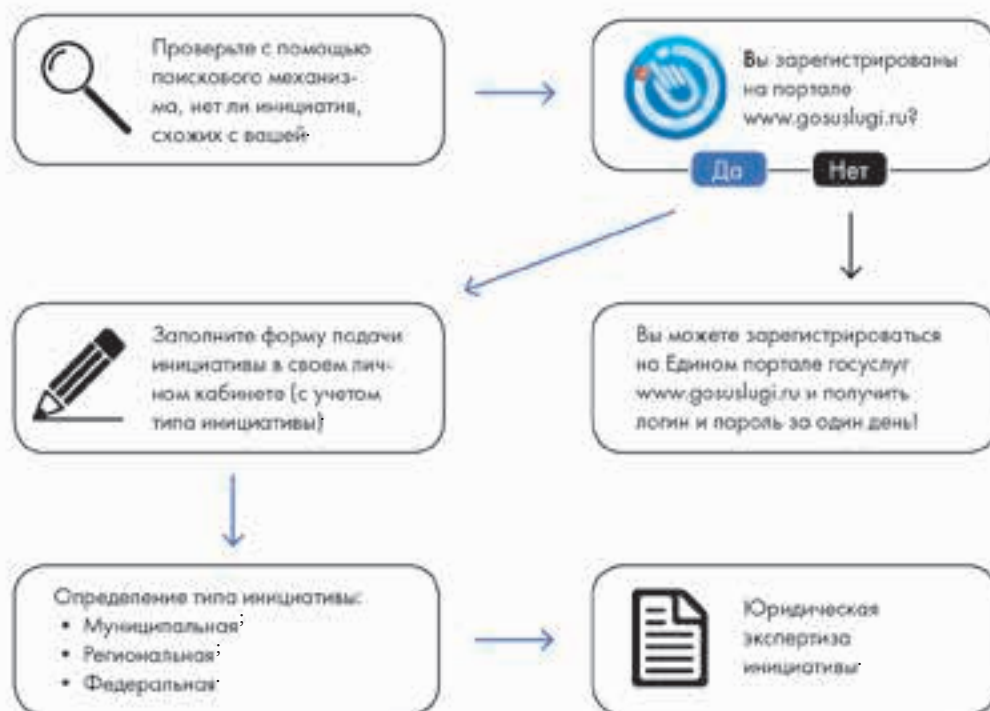 Проверьте с помощью
поискового механиз-
ма, нет ли инициатив,
схожих с вашей
Вы зарегистрированы
на портале
www.gosuslugi.ru?
Да
Нет
Заполните форму подачи
инициативы в своем лич-
ном кабинете (с учетом
типа инициативы)
Вы можете зарегистрироваться
на Едином портале госуслуг
www.gosuslugi.ru и получить
логин и пароль за один день!
Определение типа инициативы:
• Муниципальная;
• Региональная;
• Федеральная
Юридическая
экспертиза
инициативы